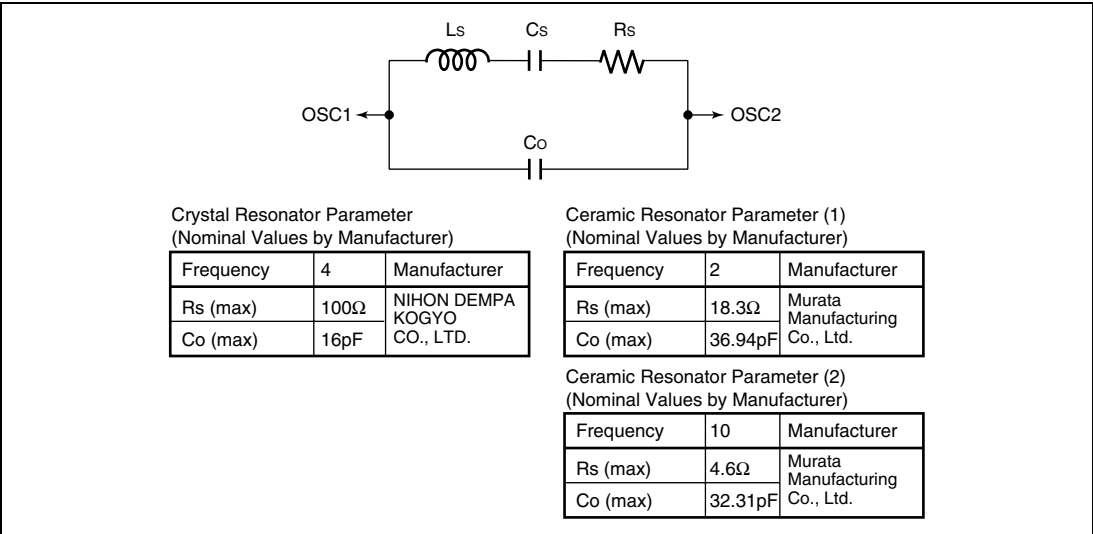 Ls Cs Rs
OSC1 OSC2
Co
Crystal Resonator Parameter
(Nominal Values by Manufacturer)
Frequency 4 Manufacturer
Rs (max) 100Ω NIHON DEMPA KOGYO CO., LTD.
Co (max) 16pF
Ceramic Resonator Parameter (1)
(Nominal Values by Manufacturer)
Frequency 2 Manufacturer
Rs (max) 18.3Ω Murata Manufacturing Co., Ltd.
Co (max) 36.94pF
Ceramic Resonator Parameter (2)
(Nominal Values by Manufacturer)
Frequency 10 Manufacturer
Rs (max) 4.6Ω Murata Manufacturing Co., Ltd.
Co (max) 32.31pF